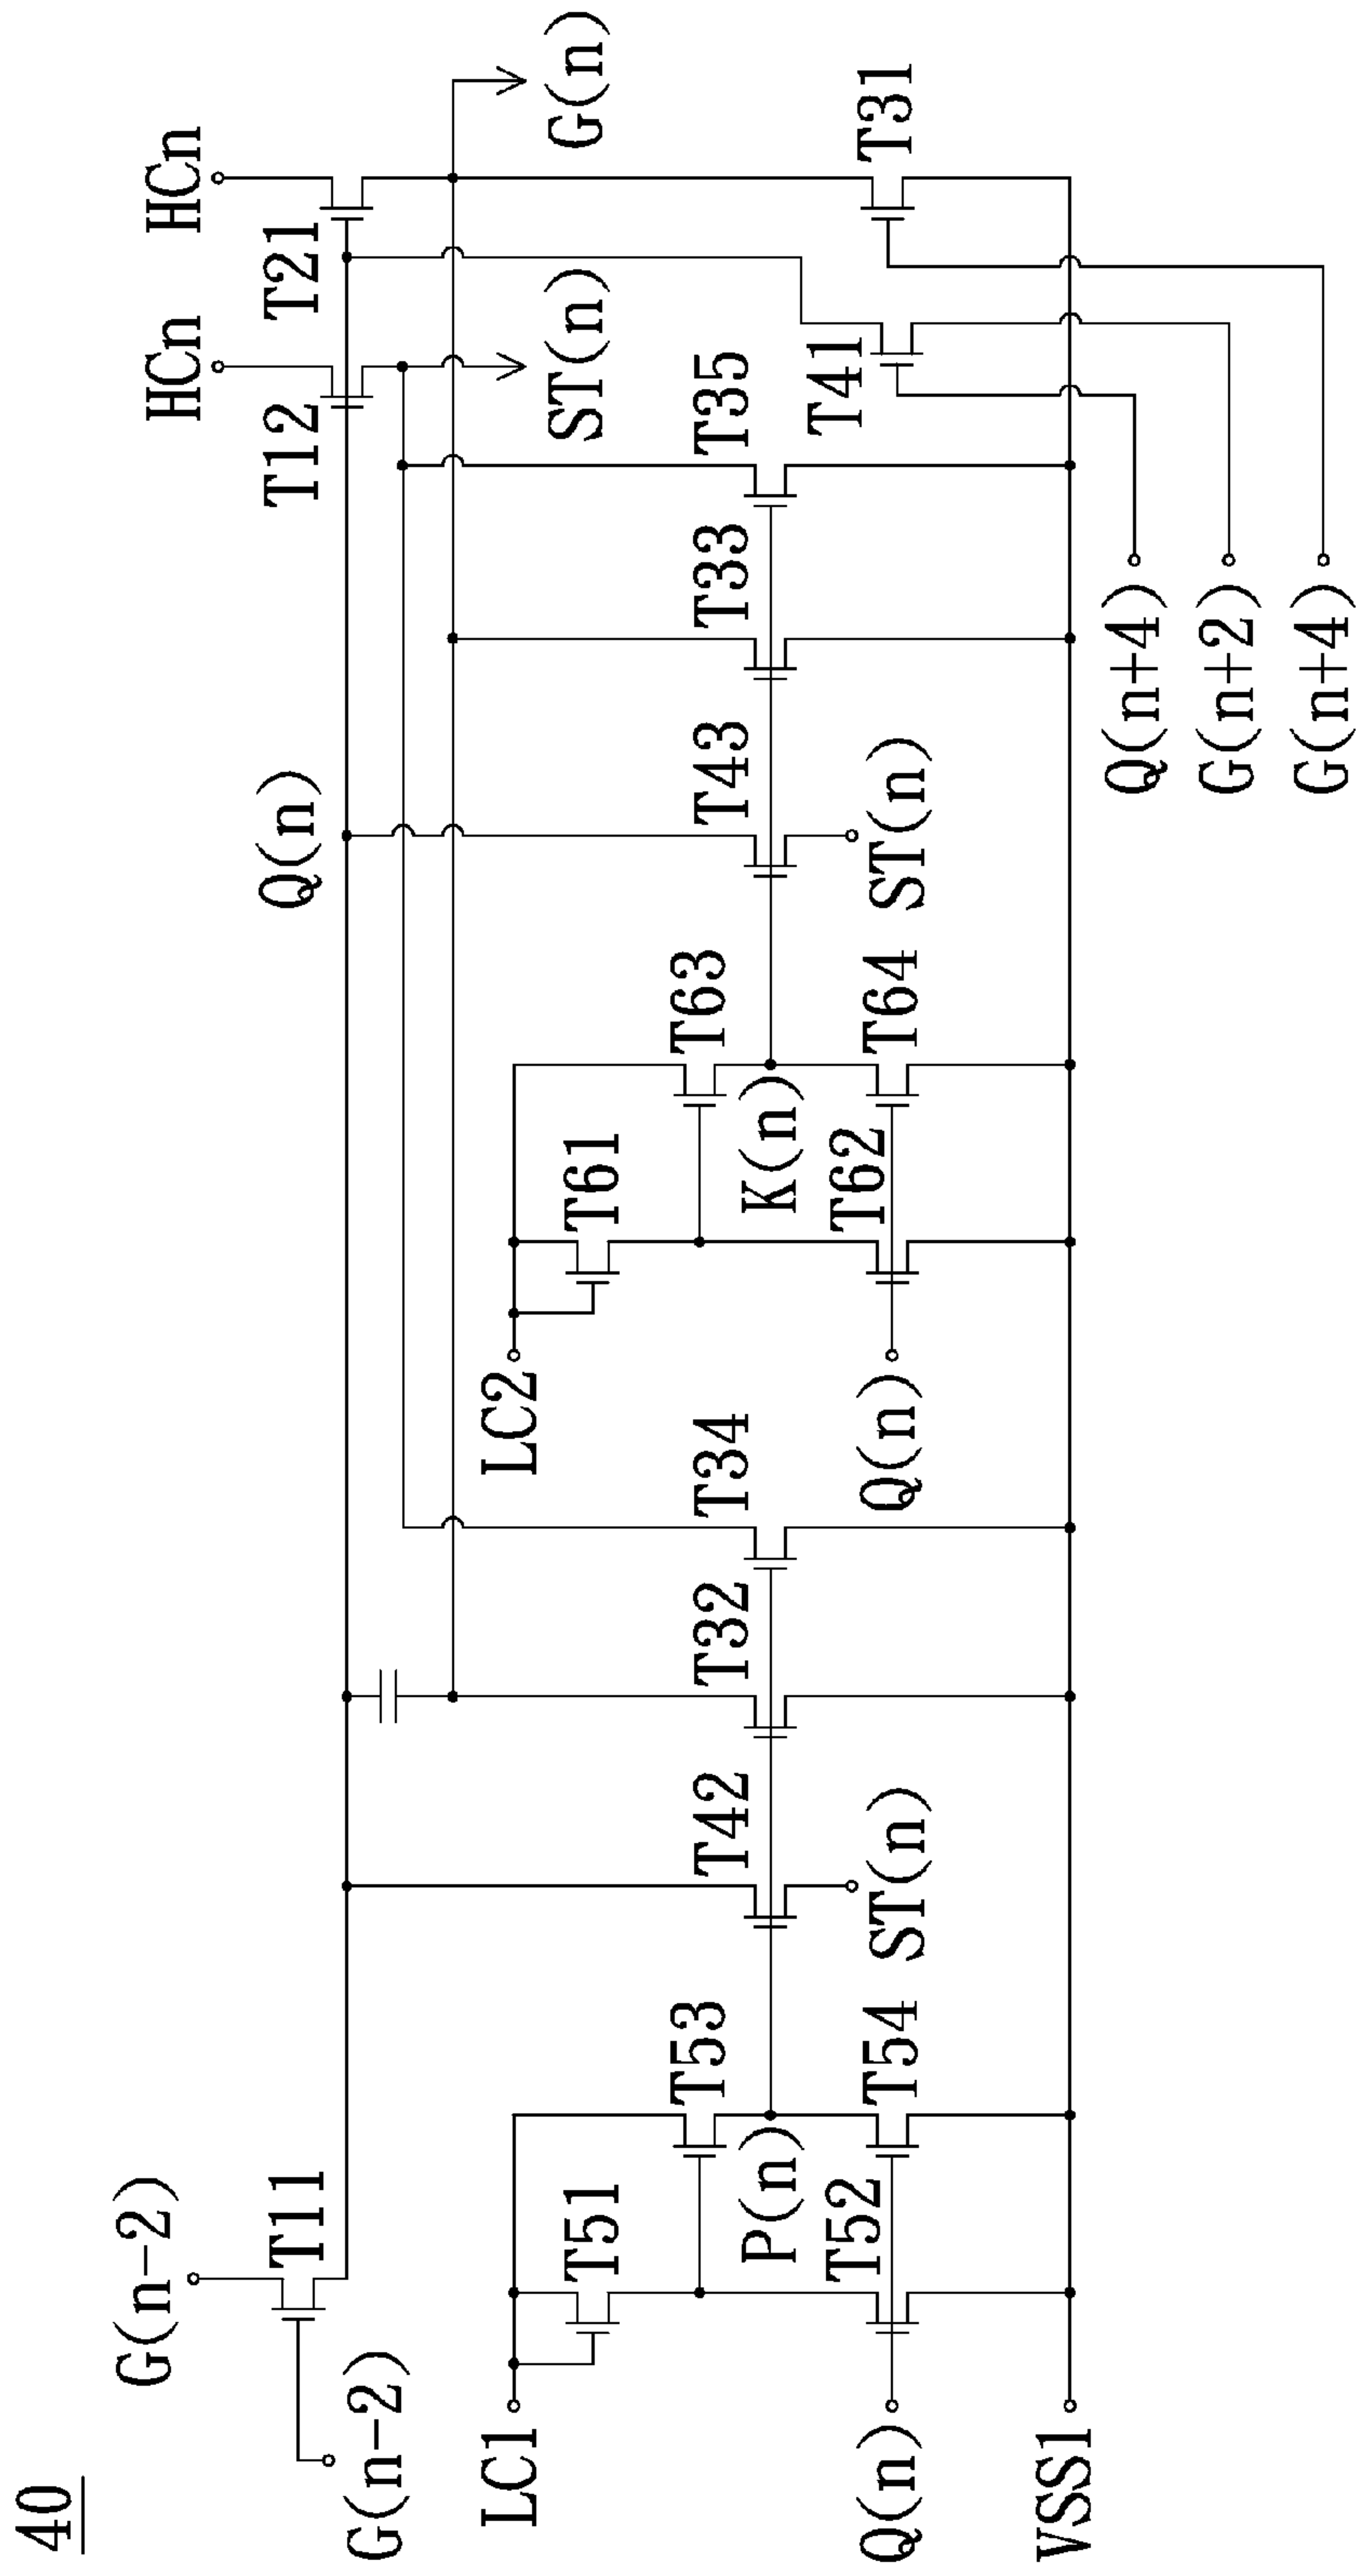 40
G(n-2)
T11
G(n-2)
HCn
HCn
T12
T21
Q(n)
LC1
T51
T53
P(n)
T52
T54
Q(n)
VSS1
T42
ST(n)
T32
T34
LC2
T61
T63
K(n)
T62
T64
Q(n)
T43
ST(n)
T33
T35
ST(n)
G(n)
T41
T31
Q(n+4)
G(n+2)
G(n+4)